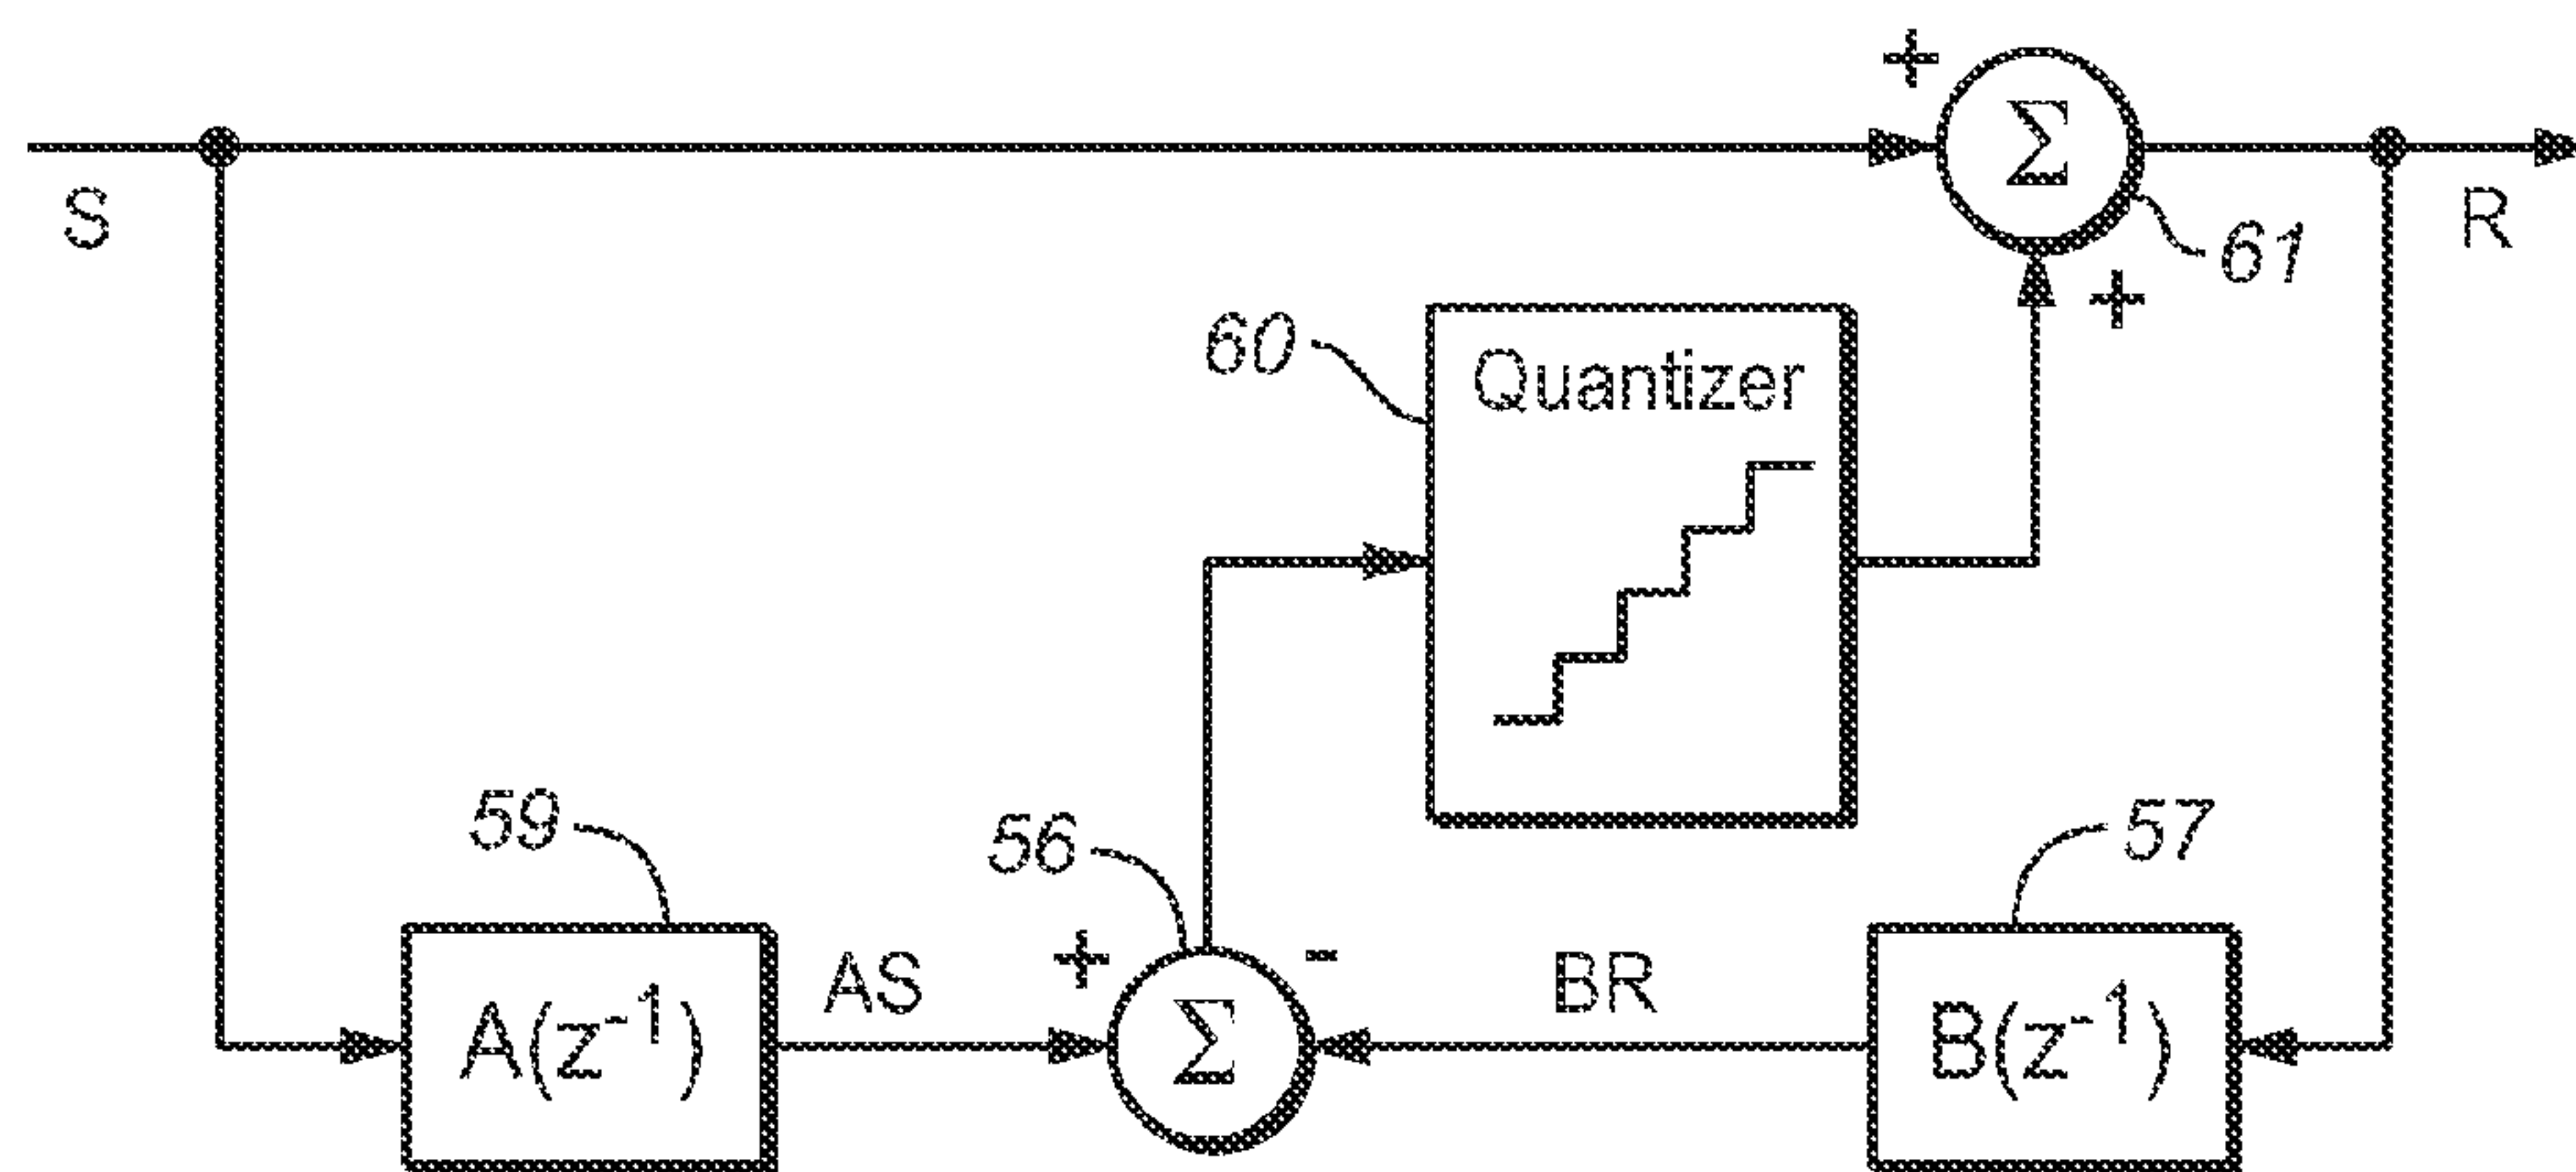 +
Σ
S
R
61
+
60
Quantizer
59
56
57
+
-
AS
BR
A(z⁻¹)
Σ
B(z⁻¹)